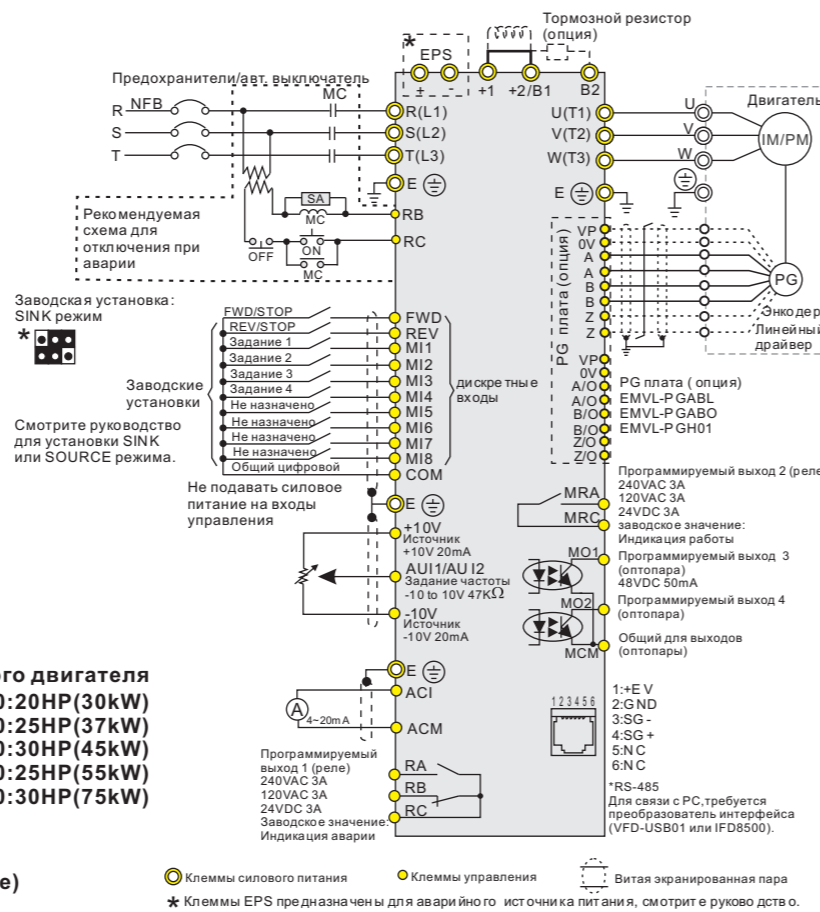 Тормозной резистор
(опция)
* EPS
+ - +1 +2/B1 B2
Предохранители/авт. выключатель
MC
R NFB
S
T
R(L1)
S(L2)
T(L3)
E
SA
MC
RB
RC
OFF
ON
MC
Рекомендуемая
схема для
отключения при
аварии
U(T1)
V(T2)
W(T3)
E
U
V
W
Двигатель
IM/PM
PG плата (опция)
VP
0V
A
A
B
B
Z
Z
PG
Энкодер
Линейный
драйвер
VP
0V
A/O
A/O
B/O
B/O
Z/O
Z/O
PG плата ( опция)
EMVL-PGABL
EMVL-PGABO
EMVL-PGH01
Заводская установка:
SINK режим
*
Заводские
установки
Смотрите руководство
для установки SINK
или SOURCE режима.
FWD/STOP
REV/STOP
Задание 1
Задание 2
Задание 3
Задание 4
Не назначено
Не назначено
Не назначено
Не назначено
Общий цифровой
FWD
REV
MI1
MI2
MI3
MI4
MI5
MI6
MI7
MI8
COM
дискретные
входы
Не подавать силовое
питание на входы
управления
E
+10V
Источник
+10V 20mA
AUI1/AUI2
Задание частоты
-10 to 10V 47KΩ
-10V
Источник
-10V 20mA
E
ACI
A
4~20mA
ACM
MRA
MRC
Программируемый выход 2 (реле
240VAC 3A
120VAC 3A
24VDC 3A
заводское значение:
Индикация работы
MO1
Программируемый выход 3
(оптопара)
48VDC 50mA
MO2
Программируемый выход 4
(оптопара)
MCM
Общий для выходов
(оптопары)
ого двигателя
0:20HP(30kW)
0:25HP(37kW)
0:30HP(45kW)
0:25HP(55kW)
0:30HP(75kW)
Программируемый
выход 1 (реле)
240VAC 3A
120VAC 3A
24VDC 3A
Заводское значение:
Индикация аварии
RA
RB
RC
123456
1:+EV
2:GND
3:SG-
4:SG+
5:NC
6:NC
*RS-485
Для связи с PC,требуется
преобразователь интерфейса
(VFD-USB01 или IFD8500).
е)
Клеммы силового питания
Клеммы управления
Витая экранированная пара
* Клеммы EPS предназначены для аварийного источника питания, смотрите руководство.